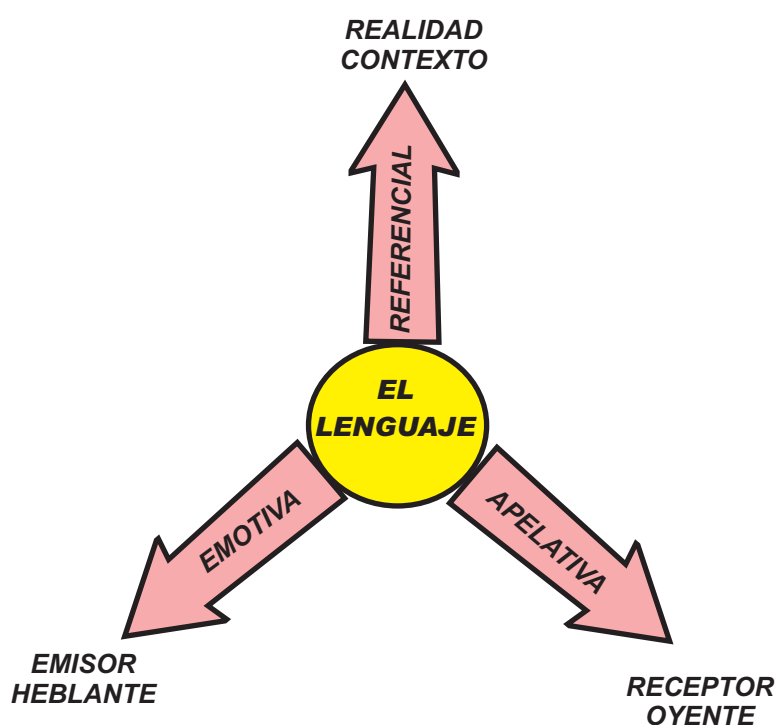 REALIDAD
CONTEXTO
REFERENCIAL
EL
LENGUAJE
EMOTIVA
APELATIVA
EMISOR
HEBLANTE
RECEPTOR
OYENTE